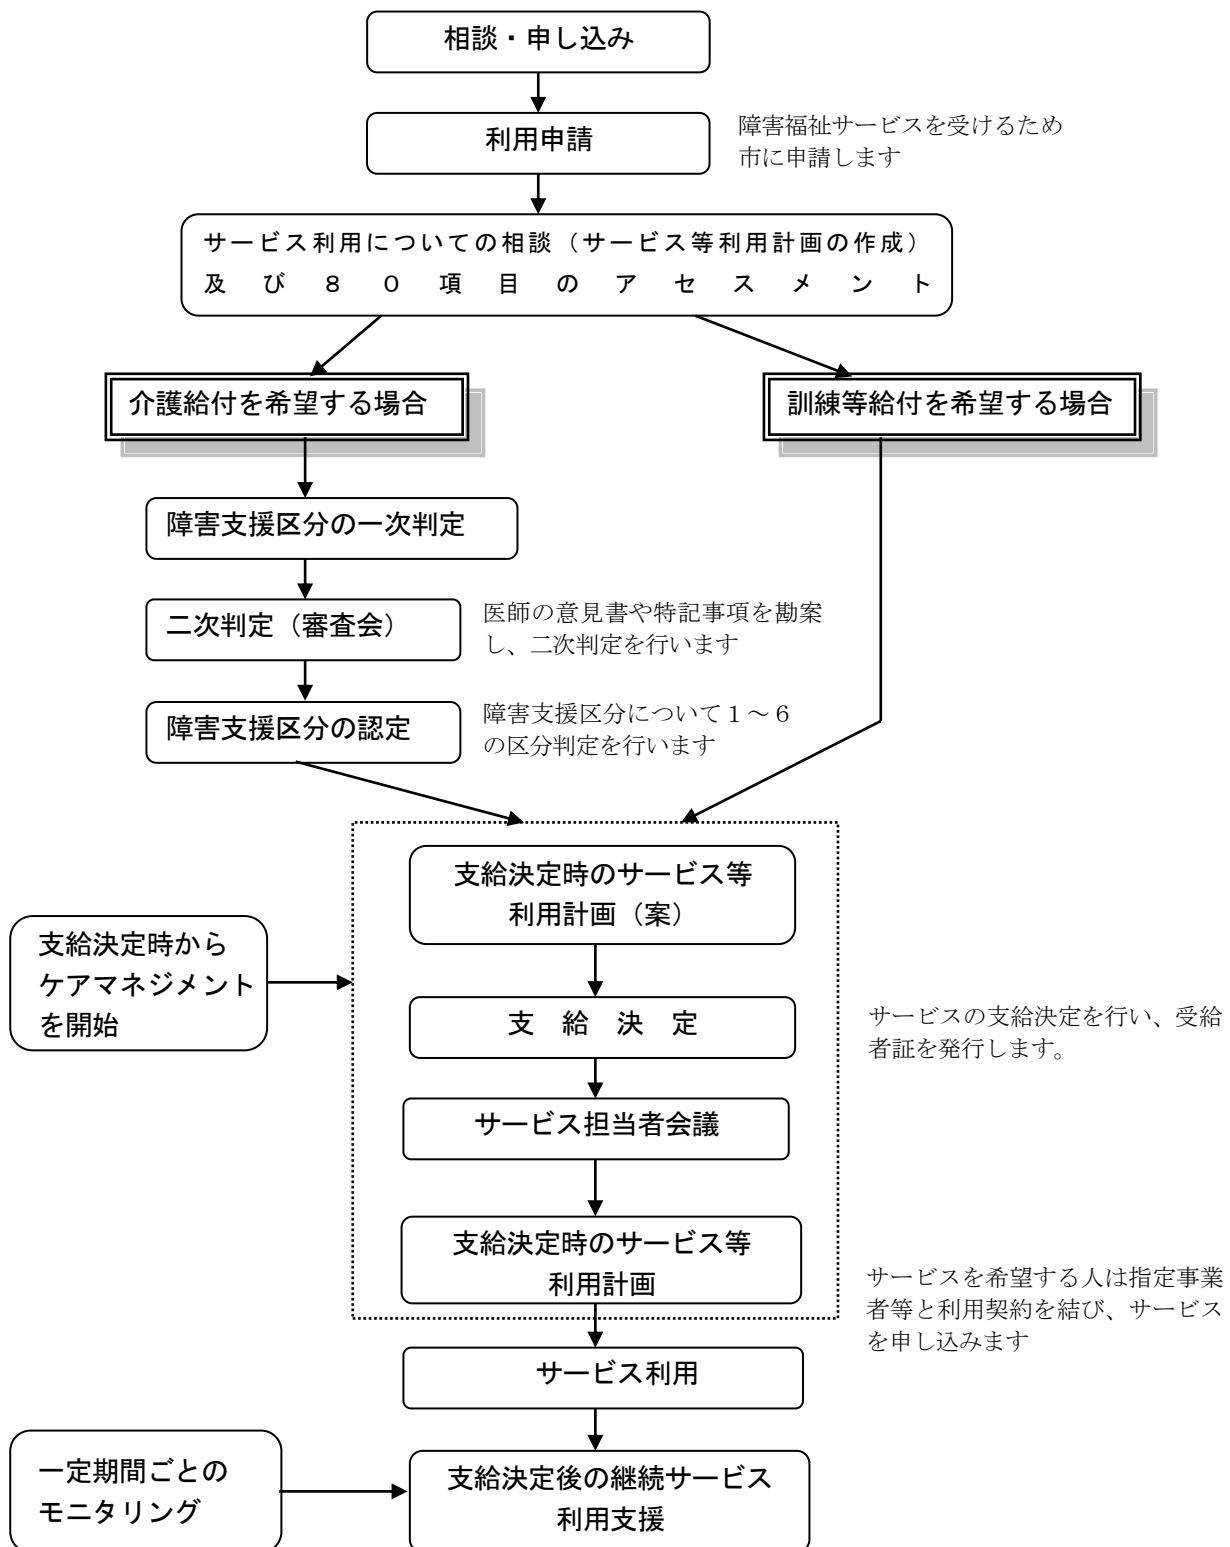 相談・申し込み
利用申請
障害福祉サービスを受けるため
市に申請します
サービス利用についての相談（サービス等利用計画の作成）
及び８０項目のアセスメント
介護給付を希望する場合
訓練等給付を希望する場合
障害支援区分の一次判定
二次判定（審査会）
医師の意見書や特記事項を勘案
し、二次判定を行います
障害支援区分の認定
障害支援区分について１～６
の区分判定を行います
支給決定時のサービス等
利用計画（案）
支給決定時から
ケアマネジメント
を開始
支　給　決　定
サービスの支給決定を行い、受給
者証を発行します。
サービス担当者会議
支給決定時のサービス等
利用計画
サービスを希望する人は指定事業
者等と利用契約を結び、サービス
を申し込みます
サービス利用
一定期間ごとの
モニタリング
支給決定後の継続サービス
利用支援